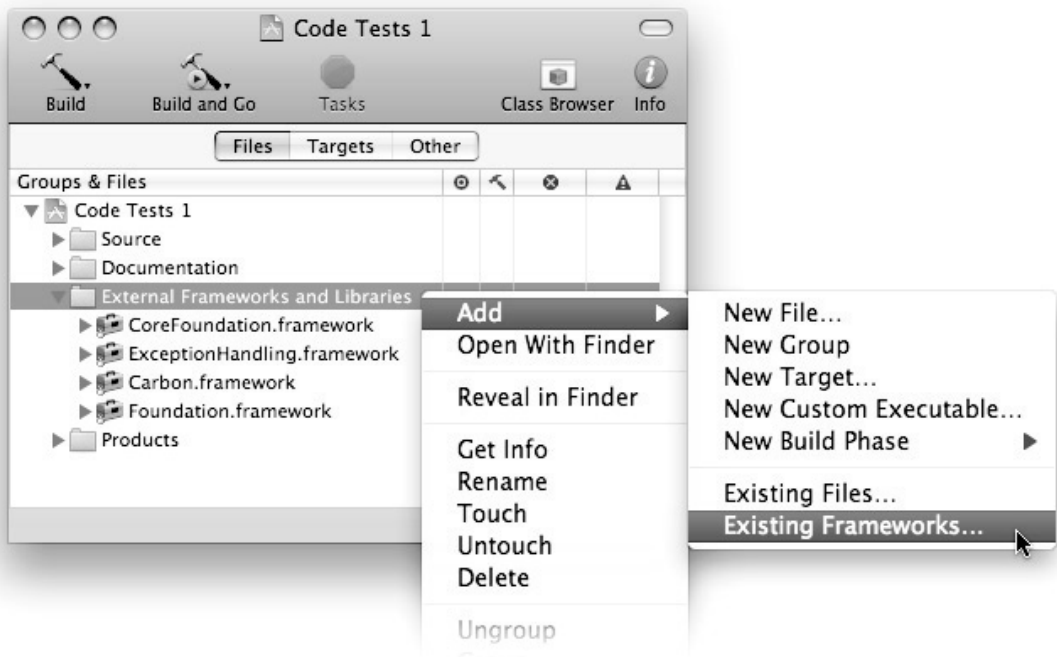 Code Tests 1
Build
Build and Go
Tasks
Class Browser
Info
Files
Targets
Other
Groups & Files
Code Tests 1
Source
Documentation
External Frameworks and Libraries
CoreFoundation.framework
ExceptionHandling.framework
Carbon.framework
Foundation.framework
Products
Add
Open With Finder
Reveal in Finder
Get Info
Rename
Touch
Untouch
Delete
Ungroup
New File...
New Group
New Target...
New Custom Executable...
New Build Phase
Existing Files...
Existing Frameworks...